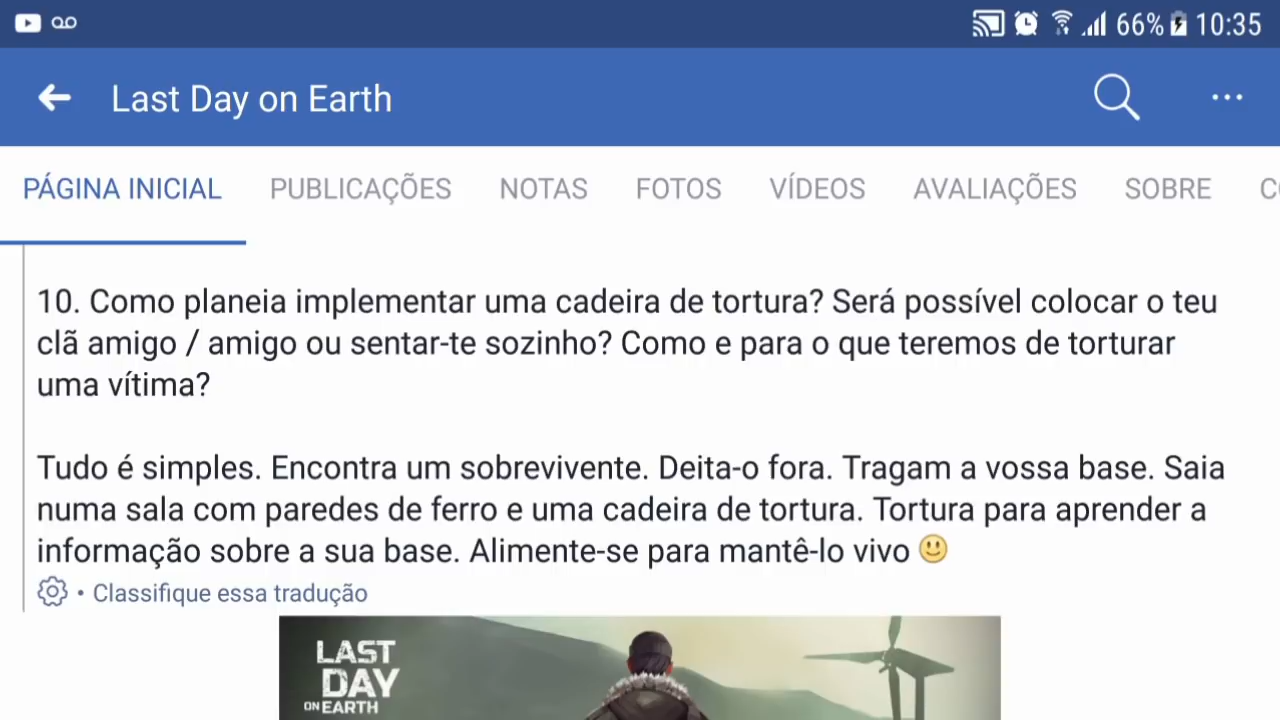 66% 10:35
Last Day on Earth
PÁGINA INICIAL PUBLICAÇÕES NOTAS FOTOS VÍDEOS AVALIAÇÕES SOBRE
10. Como planeia implementar uma cadeira de tortura? Será possível colocar o teu
clã amigo / amigo ou sentar-te sozinho? Como e para o que teremos de torturar
uma vítima?
Tudo é simples. Encontra um sobrevivente. Deita-o fora. Tragam a vossa base. Saia
numa sala com paredes de ferro e uma cadeira de tortura. Tortura para aprender a
informação sobre a sua base. Alimente-se para mantê-lo vivo
• Classifique essa tradução
LAST
DAY
ON EARTH